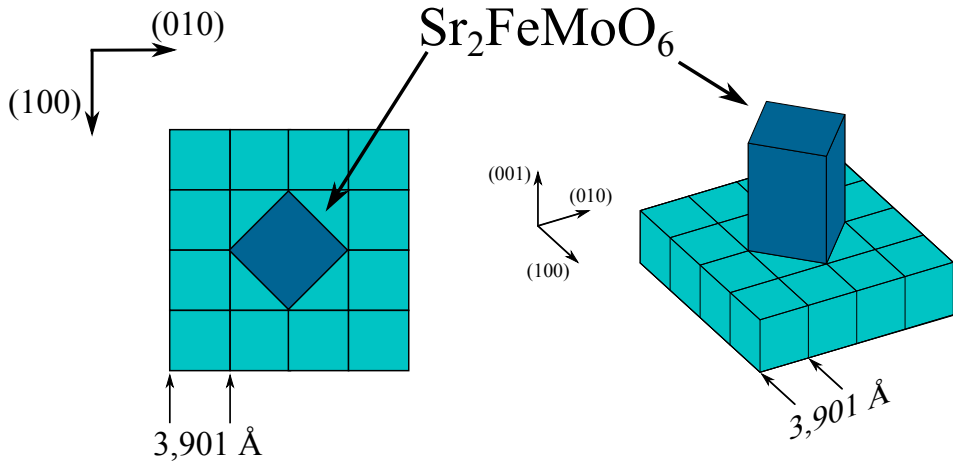 (010)
Sr₂FeMoO₆
(100)
(001)
(010)
(100)
3,901 Å
3,901 Å